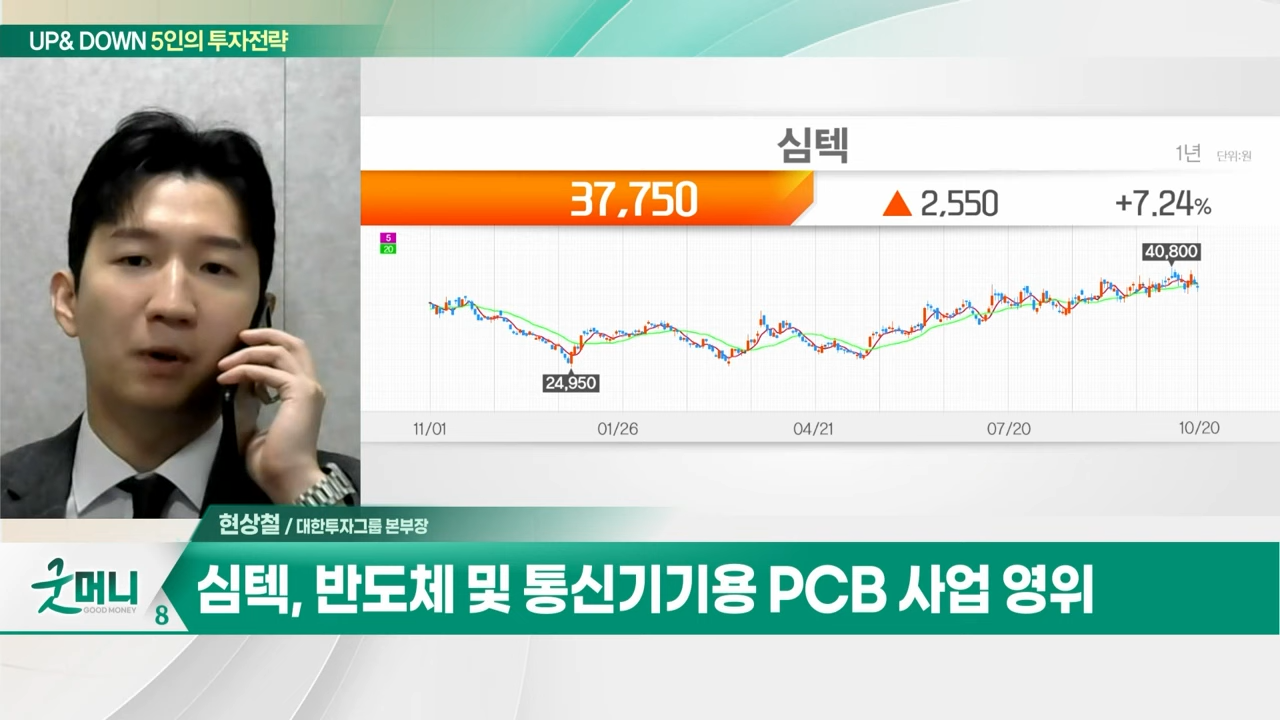 UP& DOWN 5인의 투자전략
심텍
1년 단위:원
37,750 ▲ 2,550 +7.24%
5
20
40,800
24,950
11/01 01/26 04/21 07/20 10/20
현상철 / 대한투자그룹 본부장
굿머니
GOOD MONEY
8
심텍, 반도체 및 통신기기용 PCB 사업 영위